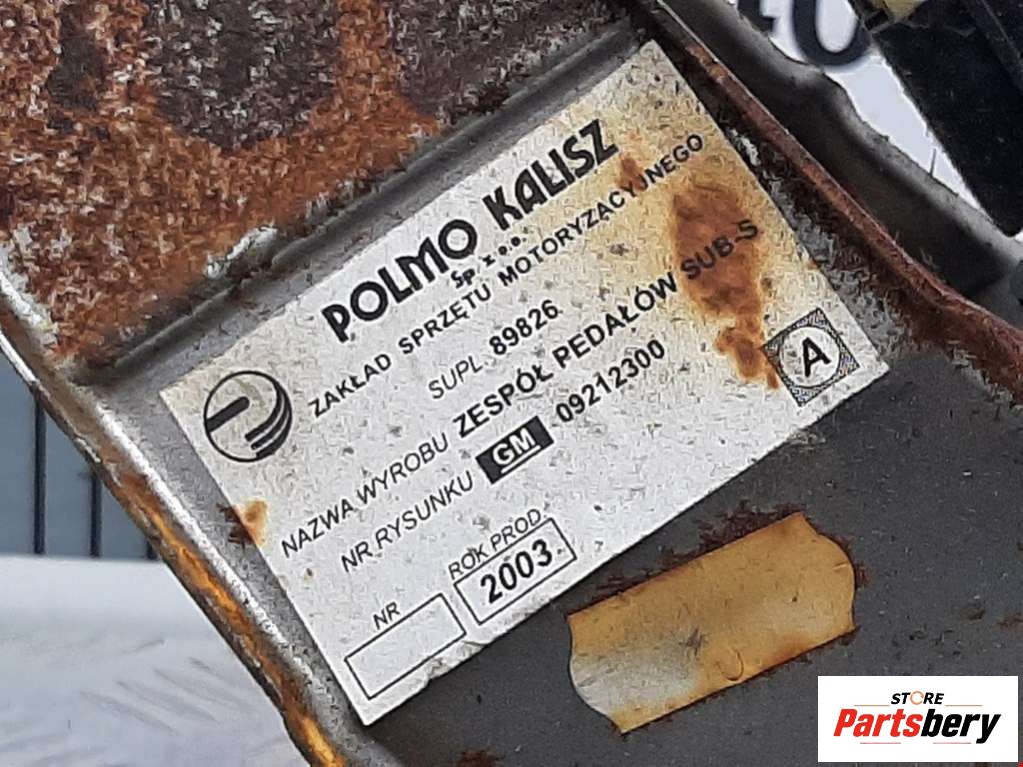 POLMO KALISZ
Sp. z o.o.
ZAKŁAD SPRZĘTU MOTORYZACYJNEGO
SUPL. 89826
NAZWA WYROBU ZESPÓŁ PEDAŁÓW SUB-S
NR RYSUNKU GM 09212300
A
NR
ROK PROD.
2003
STORE
Partsbery